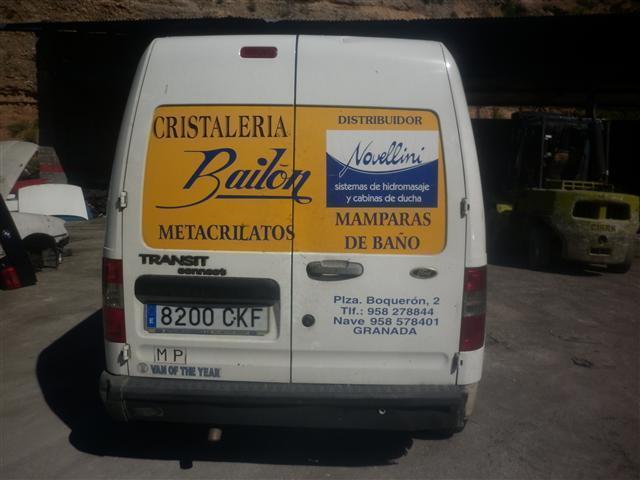 CRISTALERIA
Bailón
METACRILATOS
DISTRIBUIDOR
Novellini
sistemas de hidromasaje
y cabinas de ducha
MAMPARAS
DE BAÑO
TRANSIT
connect
8200 CKF
E
MP
VAN OF THE YEAR
Plza. Boquerón, 2
Tlf.: 958 278844
Nave 958 578401
GRANADA
CLARK